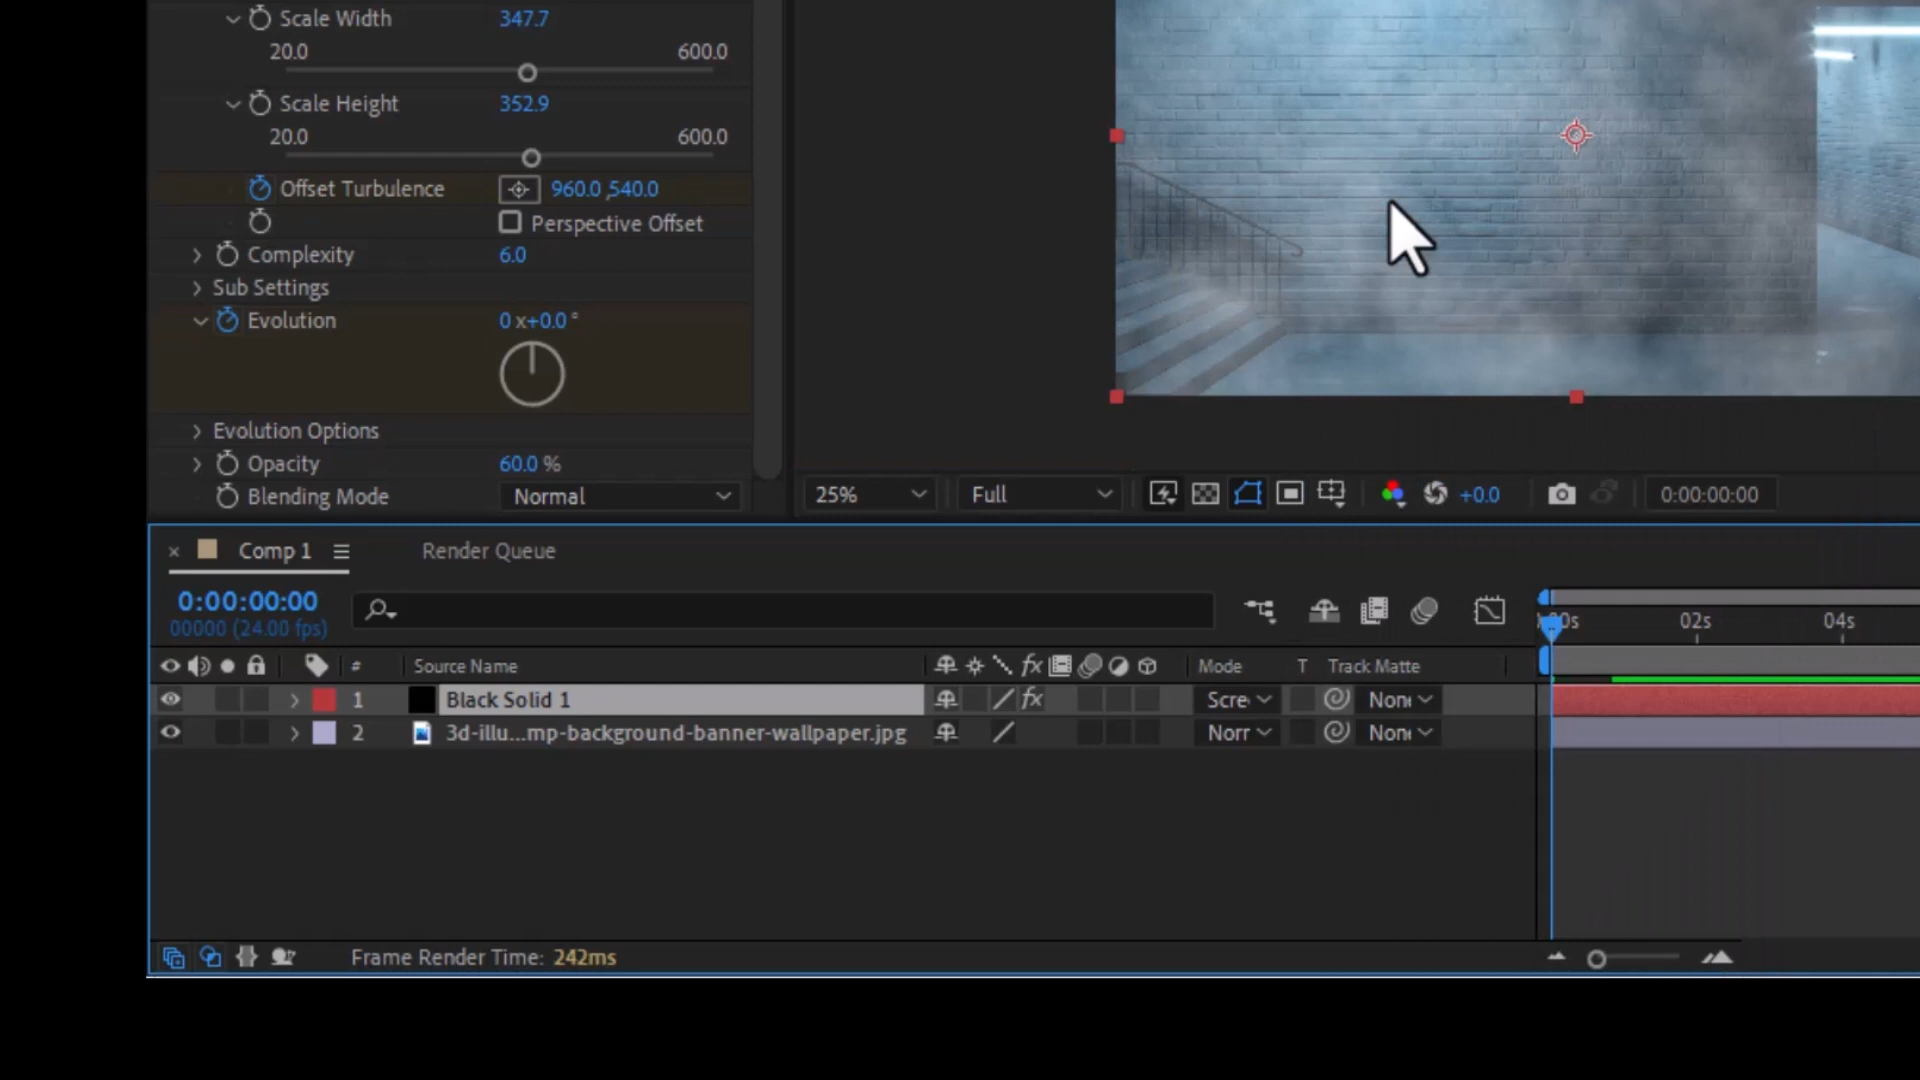 Scale Width 347.7
20.0 600.0
Scale Height 352.9
20.0 600.0
Offset Turbulence 960.0 ,540.0
Perspective Offset
Complexity 6.0
Sub Settings
Evolution 0 x+0.0 °
Evolution Options
Opacity 60.0 %
Blending Mode Normal
25% Full +0.0 0:00:00:00
Comp 1 Render Queue
0:00:00:00
00000 (24.00 fps)
02s 04s
# Source Name fx Mode T Track Matte
1 Black Solid 1 fx Scre
2 3d-illu...mp-background-banner-wallpaper.jpg
Frame Render Time: 242ms